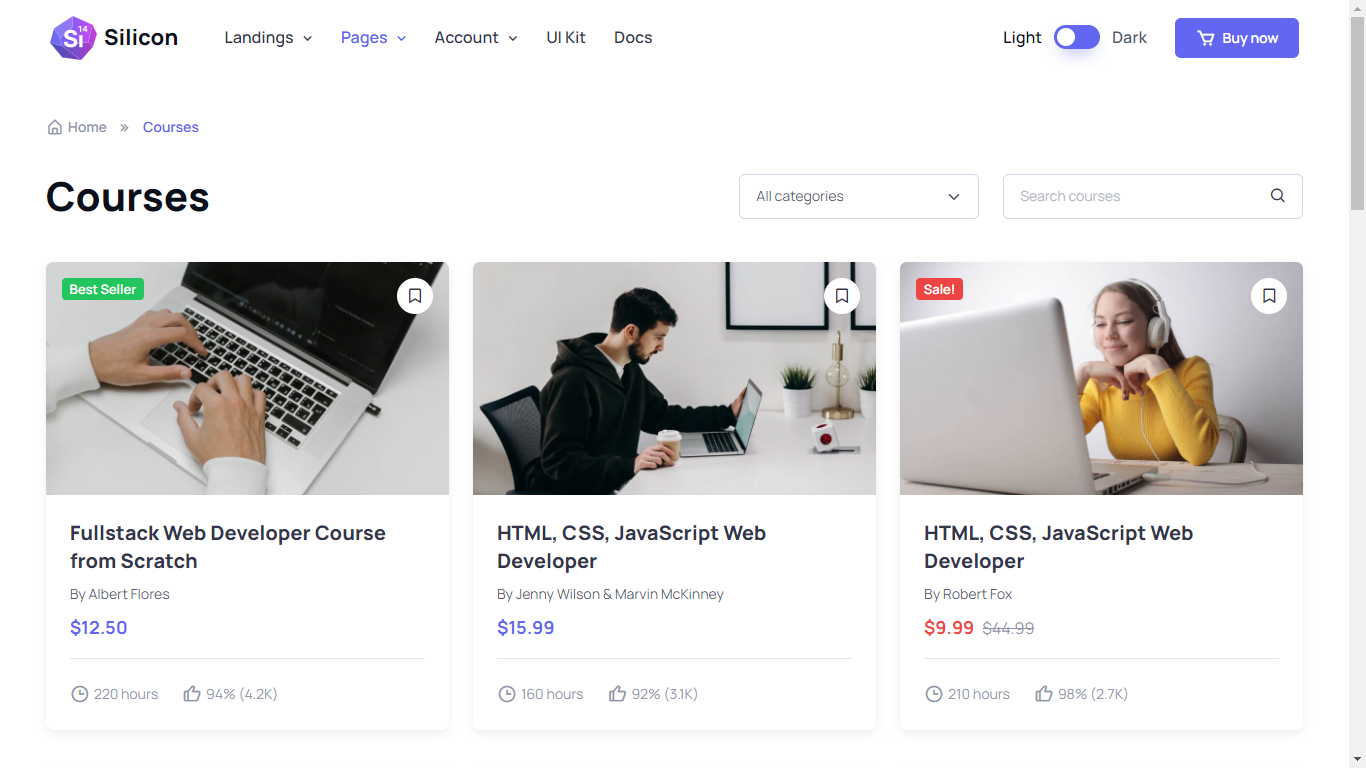 Si 14 Silicon Landings Pages Account UI Kit Docs Light Dark Buy now
Home » Courses
Courses
All categories
Search courses
Best Seller
Fullstack Web Developer Course
from Scratch
By Albert Flores
$12.50
220 hours 94% (4.2K)
HTML, CSS, JavaScript Web
Developer
By Jenny Wilson & Marvin McKinney
$15.99
160 hours 92% (3.1K)
Sale!
HTML, CSS, JavaScript Web
Developer
By Robert Fox
$9.99 $44.99
210 hours 98% (2.7K)